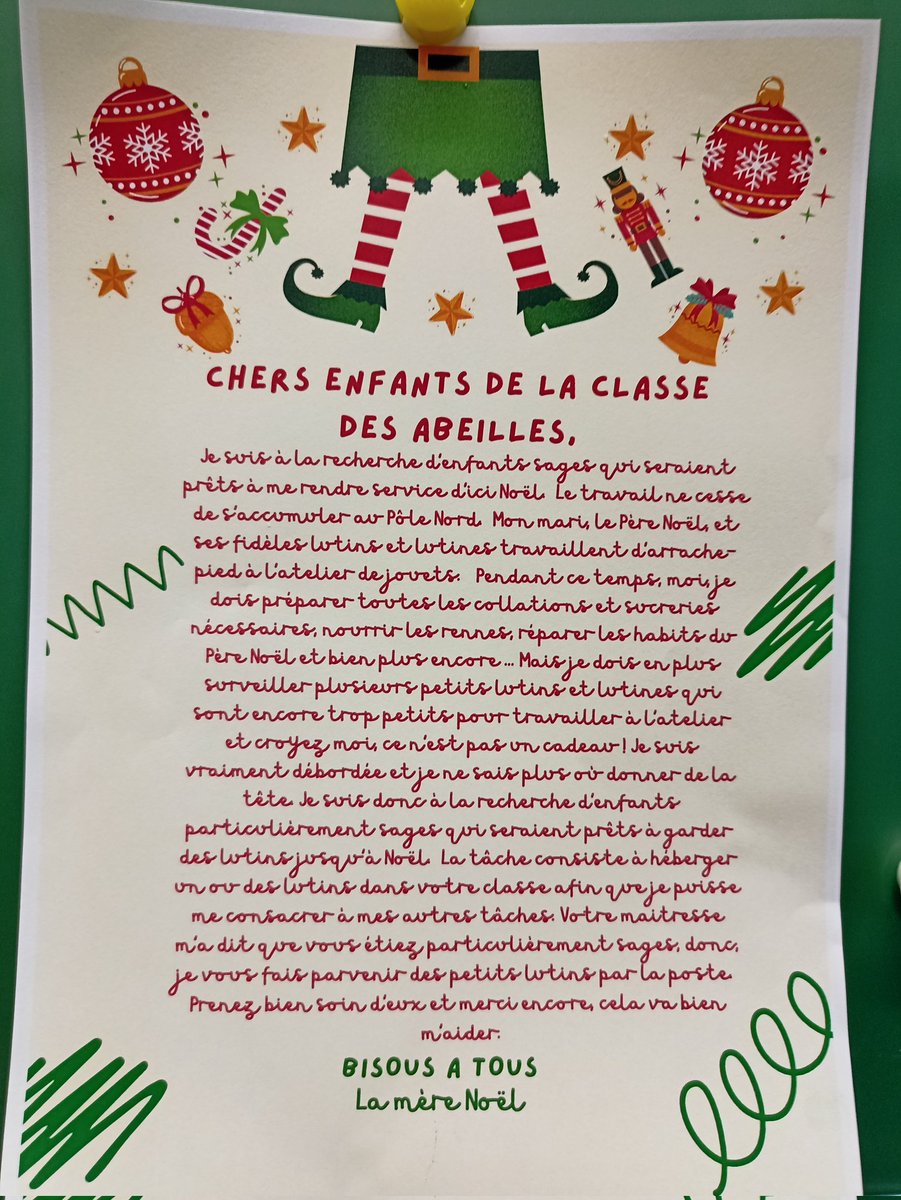 CHERS ENFANTS DE LA CLASSE
DES ABEILLES,
Je suis à la recherche d'enfants sages qui seraient
prêts à me rendre service d'ici Noël. Le travail ne cesse
de s'accumuler au Pôle Nord. Mon mari, le Père Noël, et
ses fidèles lutins et lutines travaillent d'arrache-
pied à l'atelier de jouets. Pendant ce temps, moi, je
dois préparer toutes les collations et sucreries
nécessaires, nourrir les rennes, réparer les habits du
Père Noël et bien plus encore ... Mais je dois en plus
surveiller plusieurs petits lutins et lutines qui
sont encore trop petits pour travailler à l'atelier
et croyez moi, ce n'est pas un cadeau ! Je suis
vraiment débordée et je ne sais plus où donner de la
tête. Je suis donc à la recherche d'enfants
particulièrement sages qui seraient prêts à garder
des lutins jusqu'à Noël. La tâche consiste à héberger
un ou des lutins dans votre classe afin que je puisse
me consacrer à mes autres tâches. Votre maitresse
m'a dit que vous étiez particulièrement sages, donc,
je vous fais parvenir des petits lutins par la poste.
Prenez bien soin d'eux et merci encore, cela va bien
m'aider.
BISOUS A TOUS
La mère Noël